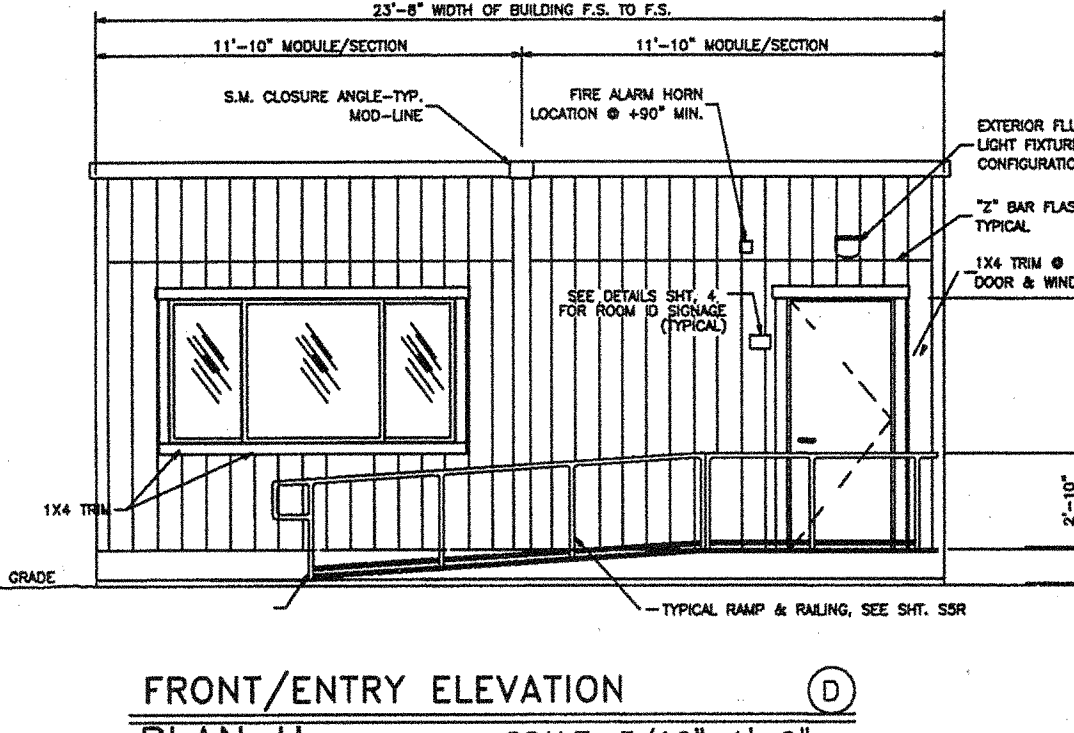 23'-8" WIDTH OF BUILDING F.S. TO F.S.
11'-10" MODULE/SECTION
11'-10" MODULE/SECTION
S.M. CLOSURE ANGLE-TYP.
MOD-LINE
FIRE ALARM HORN
LOCATION @ +90" MIN.
EXTERIOR FLU
LIGHT FIXTURE
CONFIGURATIO
"Z" BAR FLAS
TYPICAL
1X4 TRIM @
DOOR & WIND
SEE DETAILS SHT. 4
FOR ROOM ID SIGNAGE
(TYPICAL)
1X4 TRIM
2'-10"
GRADE
TYPICAL RAMP & RAILING, SEE SHT. S5R
FRONT/ENTRY ELEVATION
D